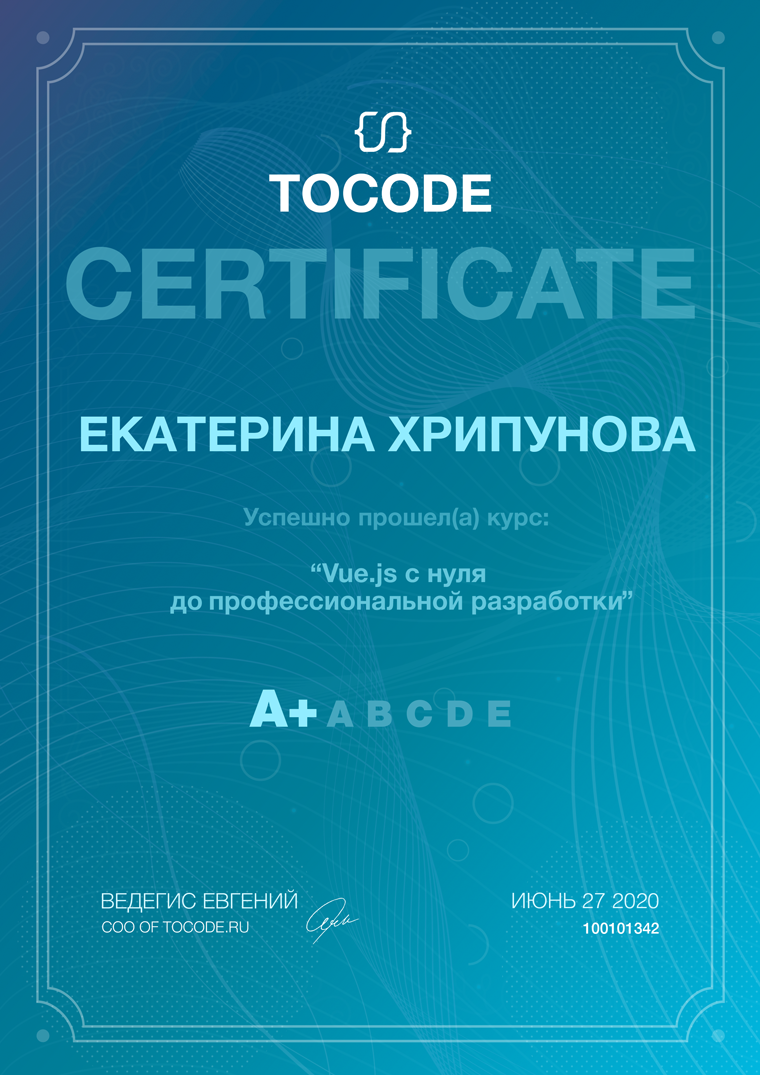 TOCODE
CERTIFICATE
ЕКАТЕРИНА ХРИПУНОВА
Успешно прошел(а) курс:
“Vue.js с нуля
до профессиональной разработки”
A+ A B C D E
ВЕДЕГИС ЕВГЕНИЙ
COO OF TOCODE.RU
ИЮНЬ 27 2020
100101342